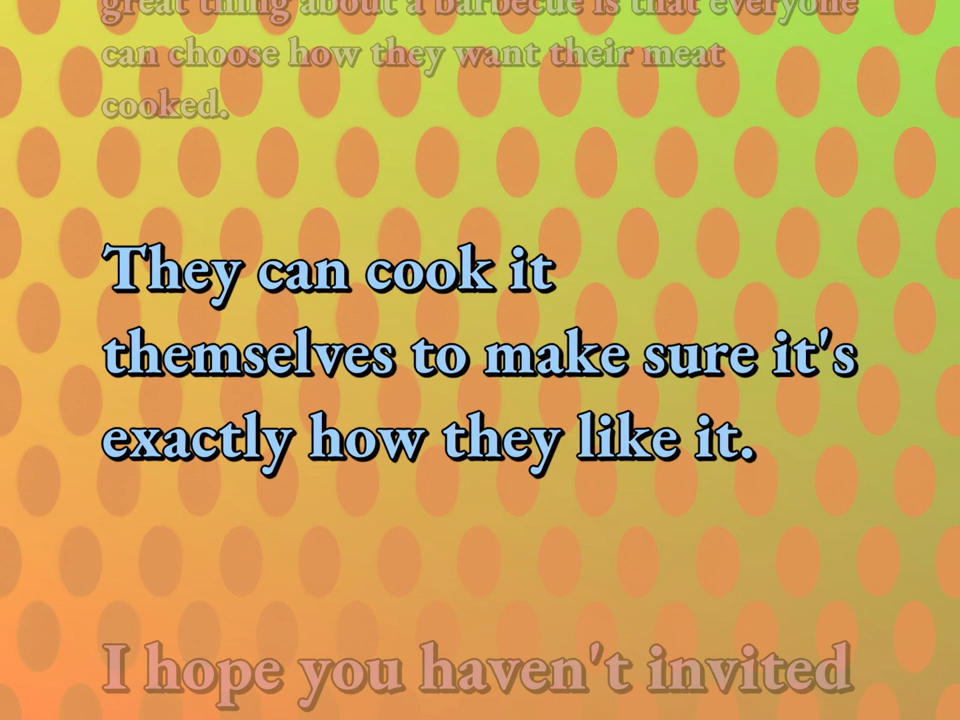 great thing about a barbecue is that everyone
can choose how they want their meat
cooked.
They can cook it
themselves to make sure it's
exactly how they like it.
I hope you haven't invited